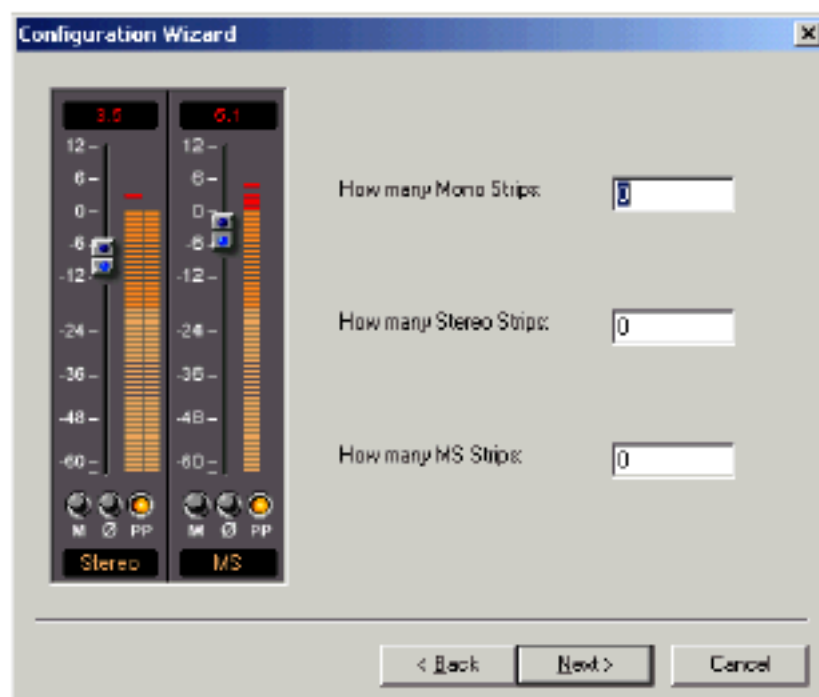 Configuration Wizard
3.5
6.1
12
6
0
-6
-12
-24
-36
-48
-60
12
6
0
-6
-12
-24
-36
-48
-60
M Ø PP
M Ø PP
Stereo
MS
How many Mono Strips:
0
How many Stereo Strips:
0
How many MS Strips:
0
< Back
Next >
Cancel